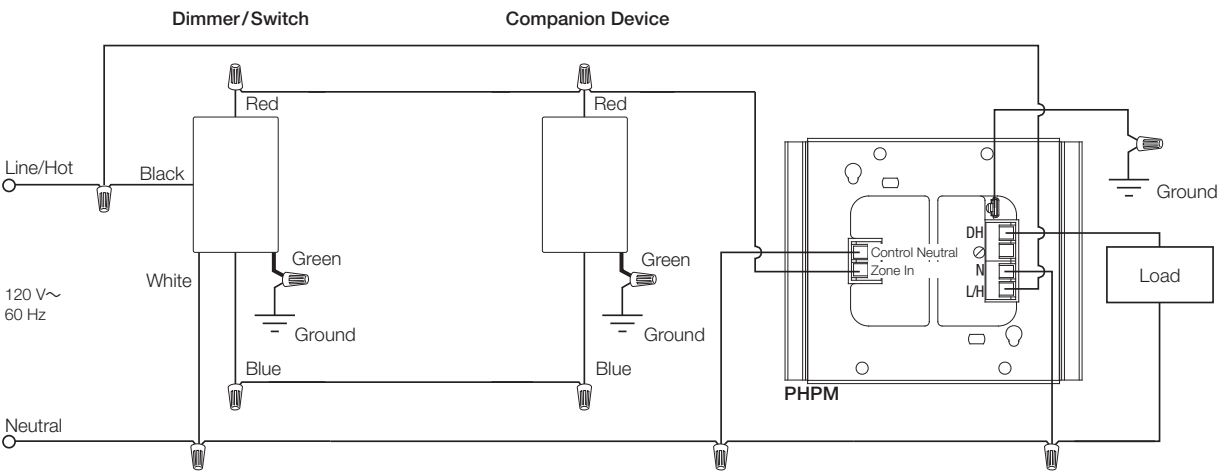 Dimmer/Switch
Companion Device
Red
Red
Line/Hot
Black
Ground
DH
Control Neutral
Zone In
N
L/H
Load
Green
Green
White
120 V~
60 Hz
Ground
Ground
Blue
Blue
PHPM
Neutral